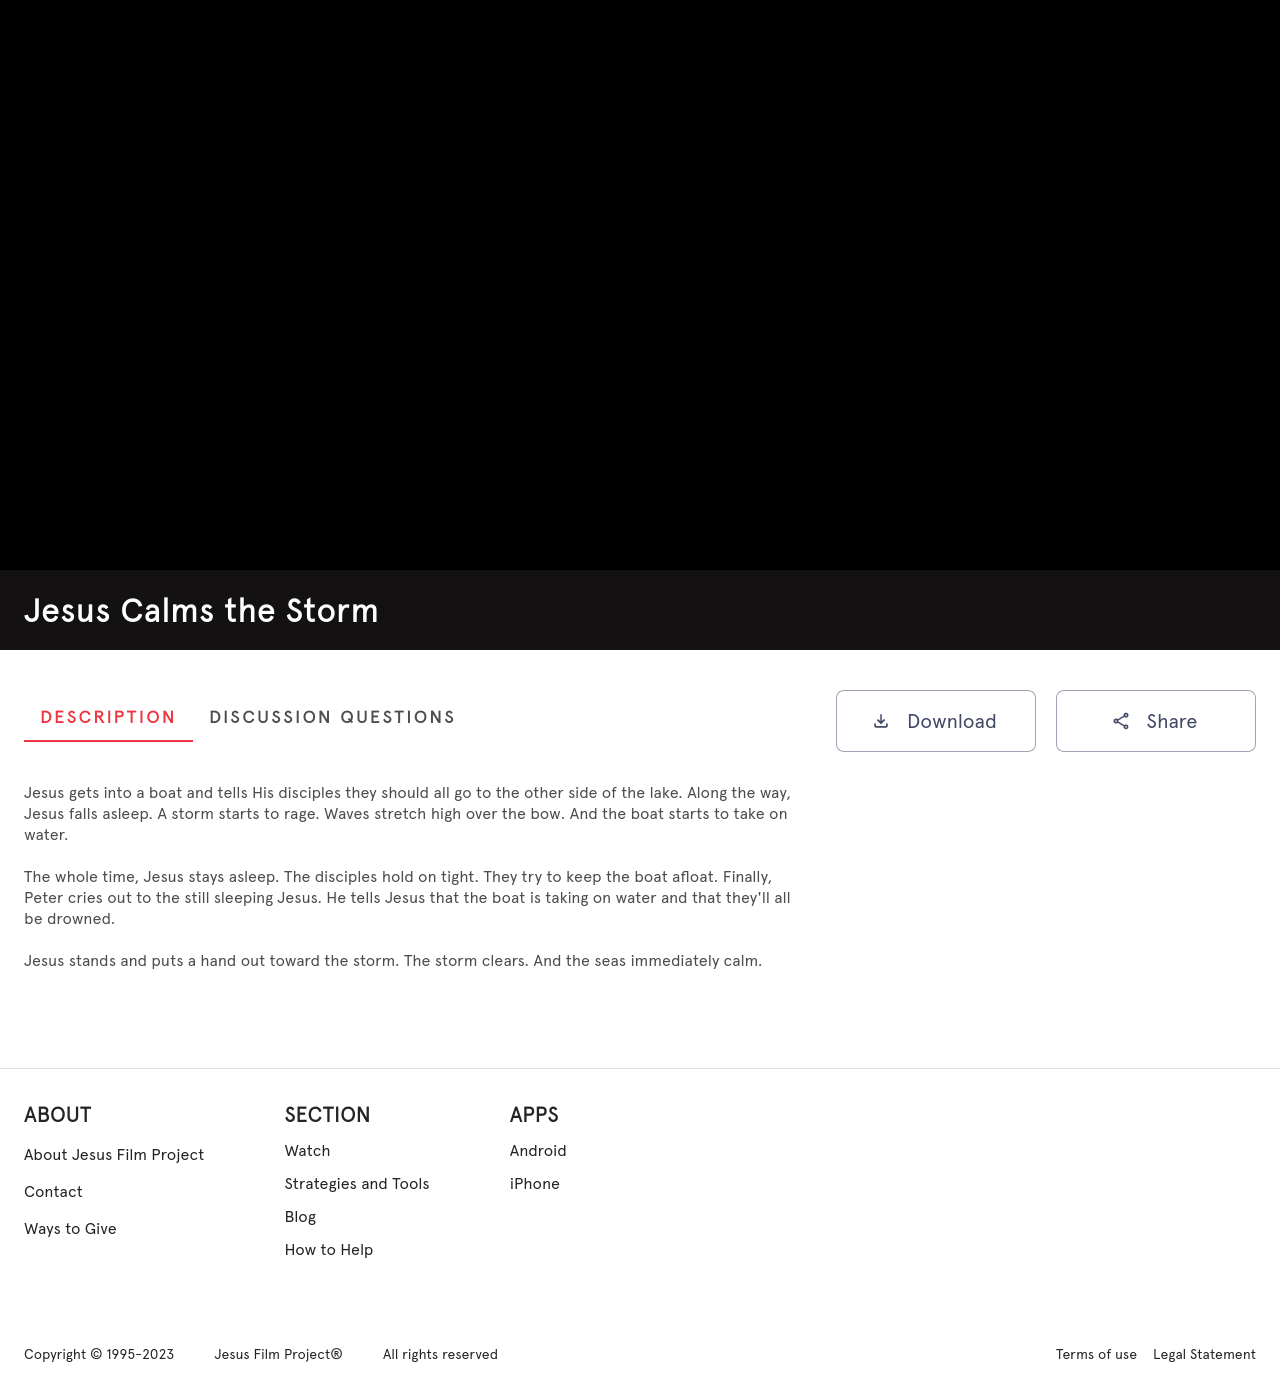 Jesus Calms the Storm
DESCRIPTION
DISCUSSION QUESTIONS
Download
Share
Jesus gets into a boat and tells His disciples they should all go to the other side of the lake. Along the way,
Jesus falls asleep. A storm starts to rage. Waves stretch high over the bow. And the boat starts to take on
water.
The whole time, Jesus stays asleep. The disciples hold on tight. They try to keep the boat afloat. Finally,
Peter cries out to the still sleeping Jesus. He tells Jesus that the boat is taking on water and that they'll all
be drowned.
Jesus stands and puts a hand out toward the storm. The storm clears. And the seas immediately calm.
ABOUT
About Jesus Film Project
Contact
Ways to Give
SECTION
Watch
Strategies and Tools
Blog
How to Help
APPS
Android
iPhone
Copyright © 1995-2023
Jesus Film Project®
All rights reserved
Terms of use
Legal Statement